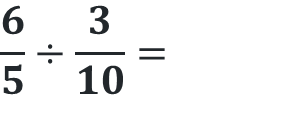 6/5 ÷ 3/10 =